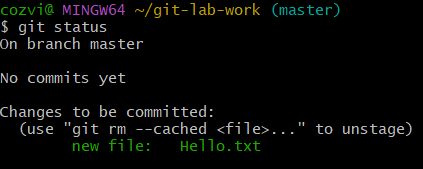 cozvi@ MINGW64 ~/git-lab-work (master)
$ git status
On branch master
No commits yet
Changes to be committed:
(use "git rm --cached <file>..." to unstage)
new file: Hello.txt